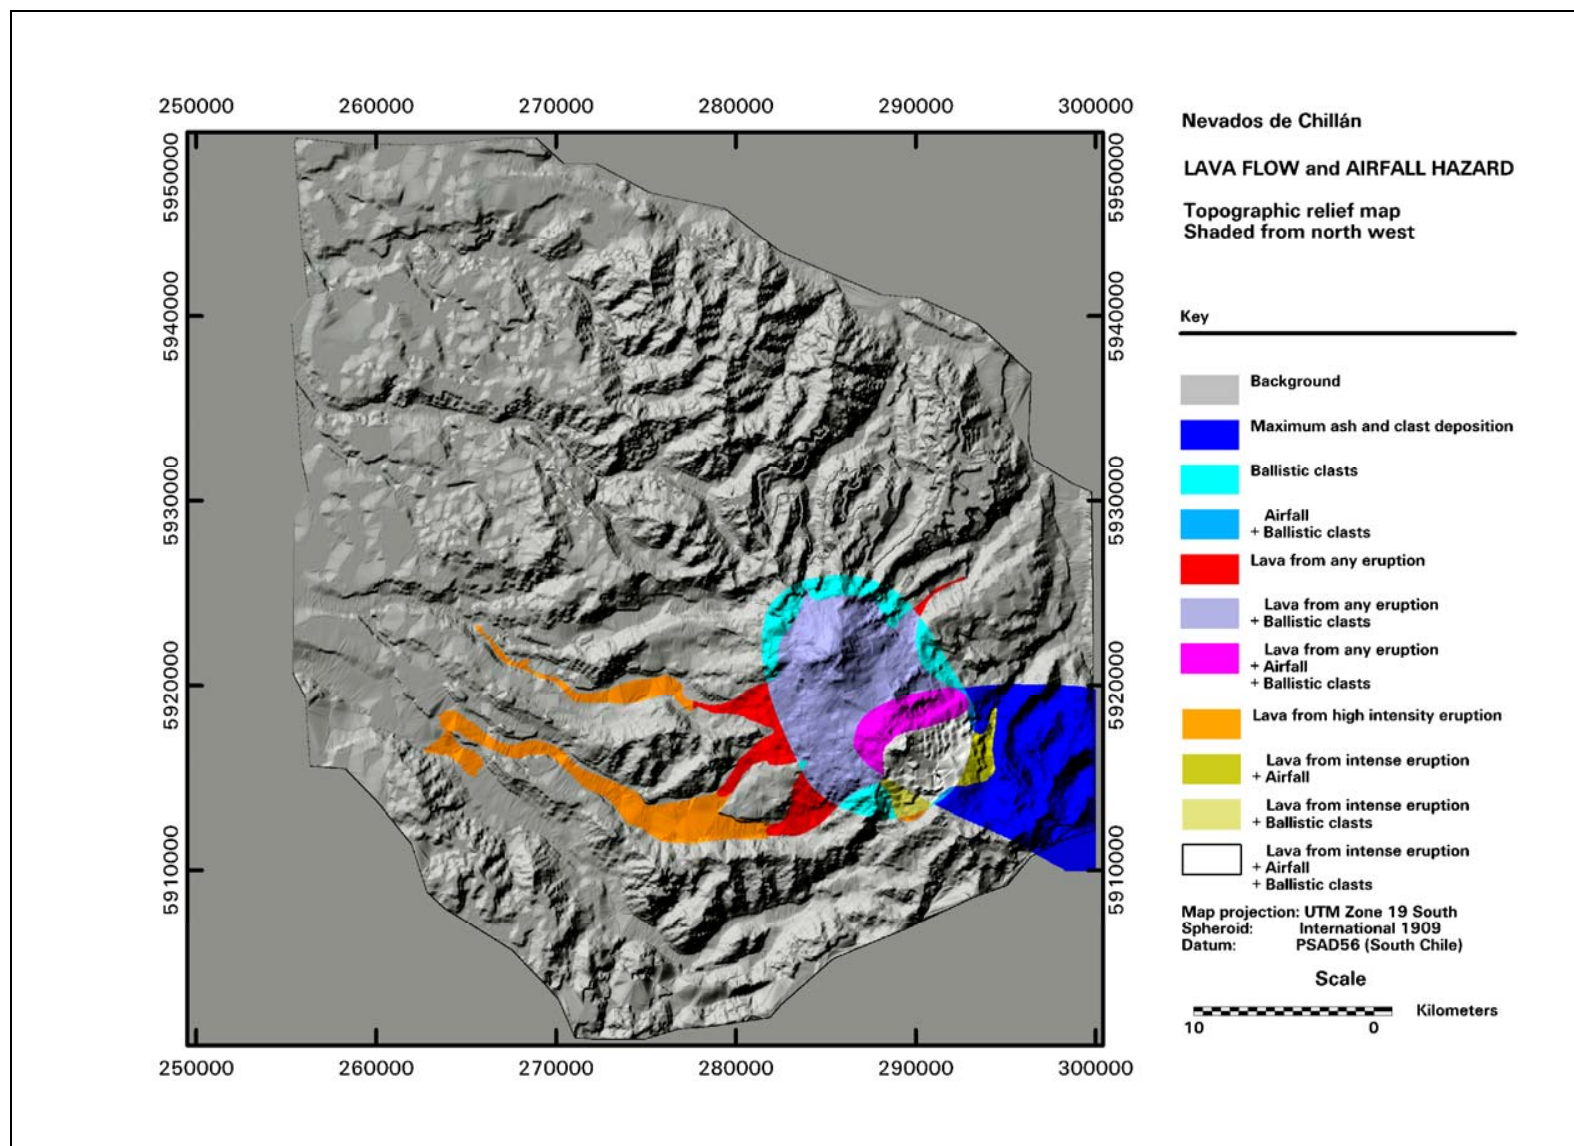 250000 260000 270000 280000 290000 300000
5950000
5940000
5930000
5920000
5910000
5950000
5940000
5930000
5920000
5910000
250000 260000 270000 280000 290000 300000
Nevados de Chillán
LAVA FLOW and AIRFALL HAZARD
Topographic relief map
Shaded from north west
Key
Background
Maximum ash and clast deposition
Ballistic clasts
Airfall
+ Ballistic clasts
Lava from any eruption
Lava from any eruption
+ Ballistic clasts
Lava from any eruption
+ Airfall
+ Ballistic clasts
Lava from high intensity eruption
Lava from intense eruption
+ Airfall
Lava from intense eruption
+ Ballistic clasts
Lava from intense eruption
+ Airfall
+ Ballistic clasts
Map projection: UTM Zone 19 South
Spheroid: International 1909
Datum: PSAD56 (South Chile)
Scale
Kilometers
10 0